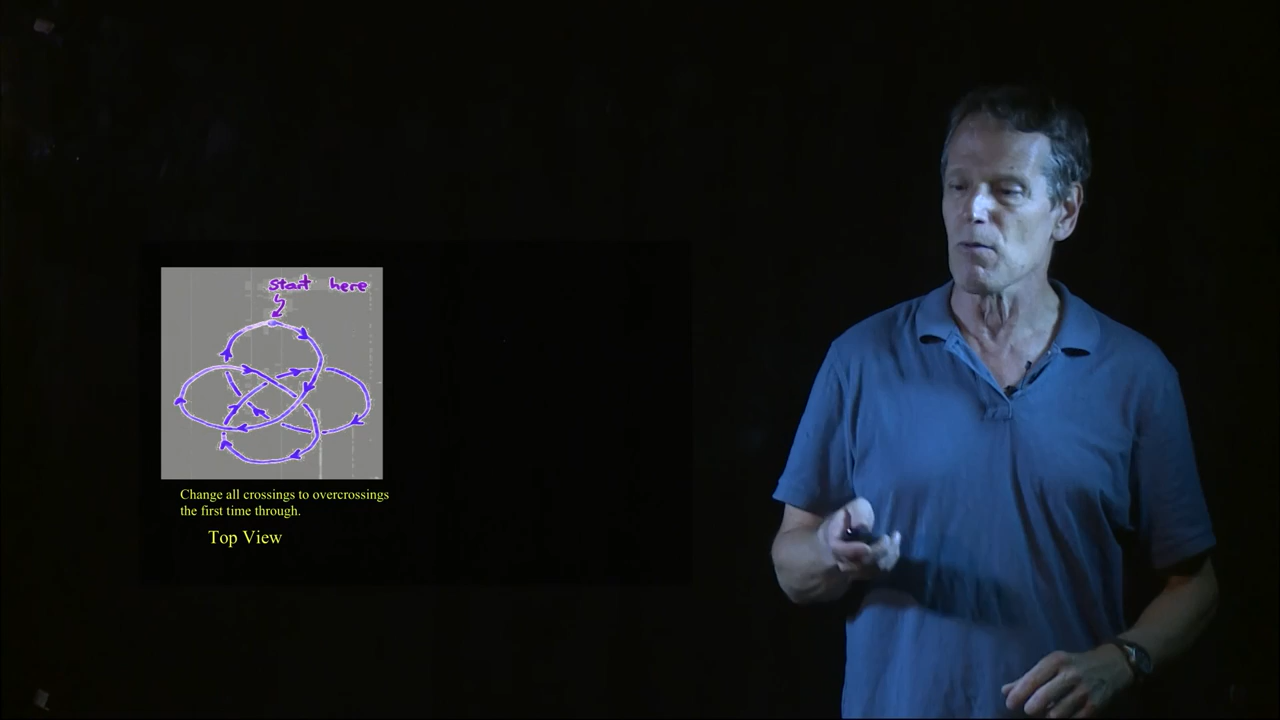 start here
Change all crossings to overcrossings
the first time through.
Top View